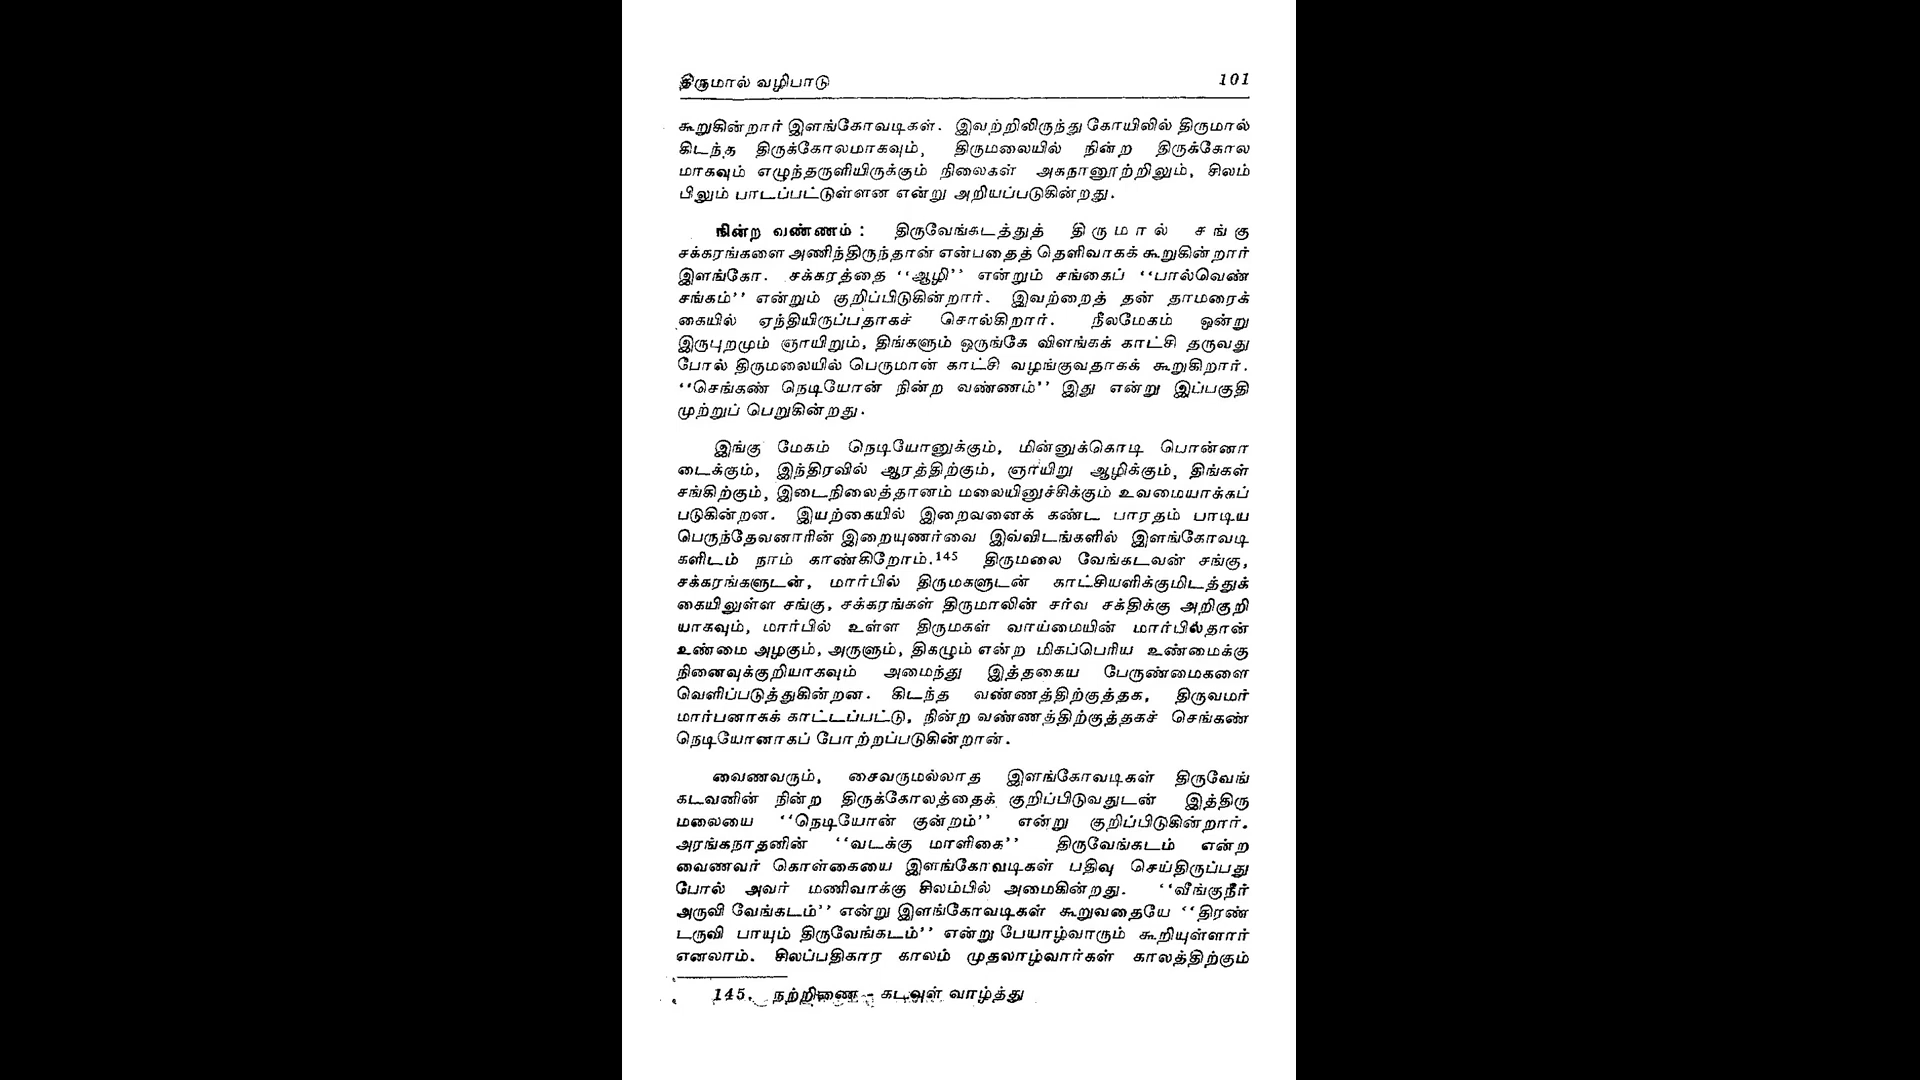 திருமால் வழிபாடு 101
கூறுகின்றார் இளங்கோவடிகள். இவற்றிலிருந்து கோயிலில் திருமால்
கிடந்த திருக்கோலமாகவும், திருமலையில் நின்ற திருக்கோல
மாகவும் எழுந்தருளியிருக்கும் நிலைகள் அகநானூற்றிலும், சிலம்
பிலும் பாடப்பட்டுள்ளன என்று அறியப்படுகின்றது.
நின்ற வண்ணம் : திருவேங்கடத்துத் திருமால் சங்கு
சக்கரங்களை அணிந்திருந்தான் என்பதைத் தெளிவாகக் கூறுகின்றார்
இளங்கோ. சக்கரத்தை ‘‘ஆழி’’ என்றும் சங்கைப் ‘‘பால்வெண்
சங்கம்’’ என்றும் குறிப்பிடுகின்றார். இவற்றைத் தன் தாமரைக்
கையில் ஏந்தியிருப்பதாகச் சொல்கிறார். நீலமேகம் ஒன்று
இருபுறமும் ஞாயிறும், திங்களும் ஒருங்கே விளங்கக் காட்சி தருவது
போல் திருமலையில் பெருமான் காட்சி வழங்குவதாகக் கூறுகிறார்.
‘‘செங்கண் நெடியோன் நின்ற வண்ணம்’’ இது என்று இப்பகுதி
முற்றுப் பெறுகின்றது.
இங்கு மேகம் நெடியோனுக்கும், மின்னுக்கொடி பொன்னா
டைக்கும், இந்திரவில் ஆரத்திற்கும், ஞாயிறு ஆழிக்கும், திங்கள்
சங்கிற்கும், இடைநிலைத்தானம் மலையினுச்சிக்கும் உவமையாக்கப்
படுகின்றன. இயற்கையில் இறைவனைக் கண்ட பாரதம் பாடிய
பெருந்தேவனாரின் இறையுணர்வை இவ்விடங்களில் இளங்கோவடி
களிடம் நாம் காண்கிறோம்.145 திருமலை வேங்கடவன் சங்கு,
சக்கரங்களுடன், மார்பில் திருமகளுடன் காட்சியளிக்குமிடத்துக்
கையிலுள்ள சங்கு, சக்கரங்கள் திருமாலின் சர்வ சக்திக்கு அறிகுறி
யாகவும், மார்பில் உள்ள திருமகள் வாய்மையின் மார்பில்தான்
உண்மை அழகும், அருளும், திகழும் என்ற மிகப்பெரிய உண்மைக்கு
நினைவுக்குறியாகவும் அமைந்து இத்தகைய பேருண்மைகளை
வெளிப்படுத்துகின்றன. கிடந்த வண்ணத்திற்குத்தக, திருவமர்
மார்பனாகக் காட்டப்பட்டு, நின்ற வண்ணத்திற்குத்தகச் செங்கண்
நெடியோனாகப் போற்றப்படுகின்றான்.
வைணவரும், சைவருமல்லாத இளங்கோவடிகள் திருவேங்
கடவனின் நின்ற திருக்கோலத்தைக் குறிப்பிடுவதுடன் இத்திரு
மலையை ‘‘நெடியோன் குன்றம்’’ என்று குறிப்பிடுகின்றார்.
அரங்கநாதனின் ‘‘வடக்கு மாளிகை’’ திருவேங்கடம் என்ற
வைணவர் கொள்கையை இளங்கோவடிகள் பதிவு செய்திருப்பது
போல் அவர் மணிவாக்கு சிலம்பில் அமைகின்றது. ‘‘வீங்குநீர்
அருவி வேங்கடம்’’ என்று இளங்கோவடிகள் கூறுவதையே ‘‘திரண்
டருவி பாயும் திருவேங்கடம்’’ என்று பேயாழ்வாரும் கூறியுள்ளார்
எனலாம். சிலப்பதிகார காலம் முதலாழ்வார்கள் காலத்திற்கும்
145. நற்றிணை - கடவுள் வாழ்த்து